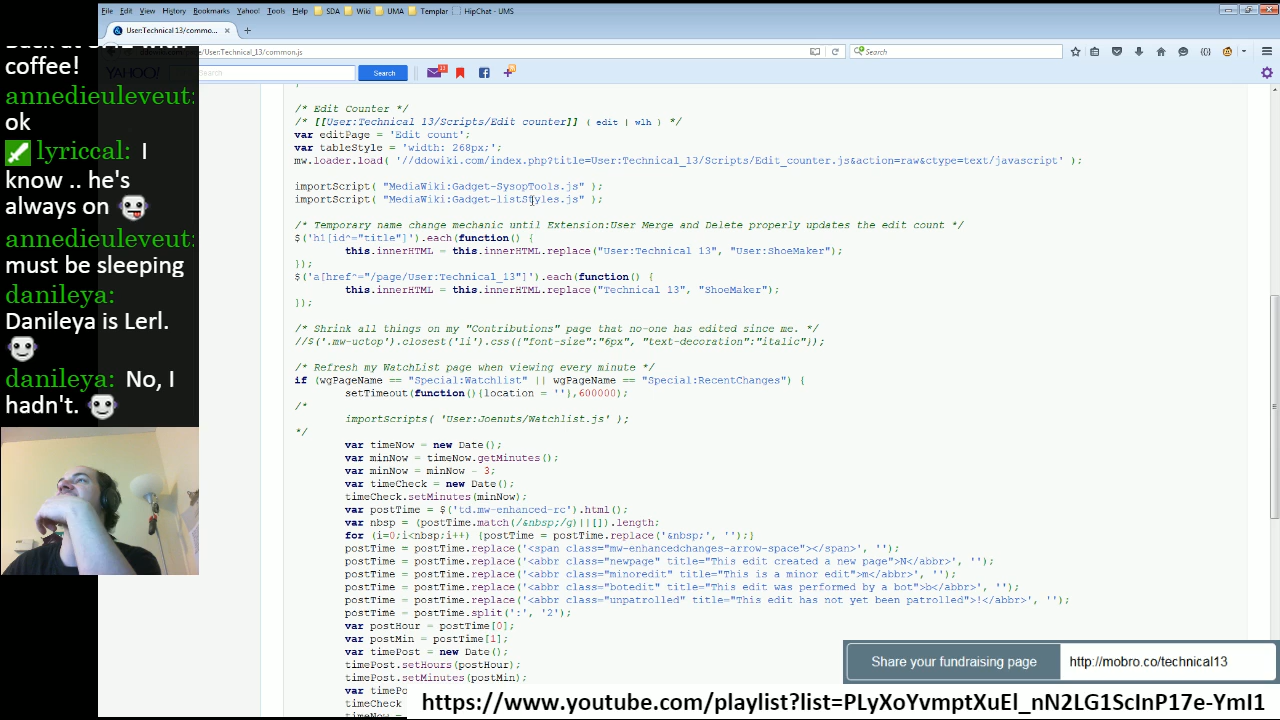 File Edit View History Bookmarks Yahoo! Tools Help SDA Wiki UMA Templar HipChat - UMS
User:Technical 13/commo...
e/User:Technical_13/common.js
Search
YAHOO!
Search
Search
coffee!
annedieuleveut:
ok
lyriccal: I
know .. he's
always on
annedieuleveut:
must be sleeping
danileya:
Danileya is Lerl.
danileya: No, I
hadn't.
/* Edit Counter */
/* [[User:Technical 13/Scripts/Edit counter]] ( edit | wlh ) */
var editPage = 'Edit count';
var tableStyle = 'width: 268px;';
mw.loader.load( '//ddowiki.com/index.php?title=User:Technical_13/Scripts/Edit_counter.js&action=raw&ctype=text/javascript' );
importScript( "MediaWiki:Gadget-SysopTools.js" );
importScript( "MediaWiki:Gadget-listStyles.js" );
/* Temporary name change mechanic until Extension:User Merge and Delete properly updates the edit count */
$('h1[id^="title"]').each(function() {
this.innerHTML = this.innerHTML.replace("User:Technical 13", "User:ShoeMaker");
});
$('a[href^="/page/User:Technical_13"]').each(function() {
this.innerHTML = this.innerHTML.replace("Technical 13", "ShoeMaker");
});
/* Shrink all things on my "Contributions" page that no-one has edited since me. */
//$('.mw-uctop').closest('li').css({"font-size":"6px", "text-decoration":"italic"});
/* Refresh my WatchList page when viewing every minute */
if (wgPageName == "Special:Watchlist" || wgPageName == "Special:RecentChanges") {
setTimeout(function(){location = ''},600000);
/*
importScripts( 'User:Joenuts/Watchlist.js' );
*/
var timeNow = new Date();
var minNow = timeNow.getMinutes();
var minNow = minNow - 3;
var timeCheck = new Date();
timeCheck.setMinutes(minNow);
var postTime = $('td.mw-enhanced-rc').html();
var nbsp = (postTime.match(/&nbsp;/g)||[]).length;
for (i=0;i<nbsp;i++) {postTime = postTime.replace('&nbsp;', '');}
postTime = postTime.replace('<span class="mw-enhancedchanges-arrow-space"></span>', '');
postTime = postTime.replace('<abbr class="newpage" title="This edit created a new page">N</abbr>', '');
postTime = postTime.replace('<abbr class="minoredit" title="This is a minor edit">m</abbr>', '');
postTime = postTime.replace('<abbr class="botedit" title="This edit was performed by a bot">b</abbr>', '');
postTime = postTime.replace('<abbr class="unpatrolled" title="This edit has not yet been patrolled">!</abbr>', '');
postTime = postTime.split(':', '2');
var postHour = postTime[0];
var postMin = postTime[1];
var timePost = new Date();
timePost.setHours(postHour);
timePost.setMinutes(postMin);
var timePo
timeCheck
Share your fundraising page http://mobro.co/technical13
https://www.youtube.com/playlist?list=PLyXoYvmptXuEl_nN2LG1ScInP17e-YmI1